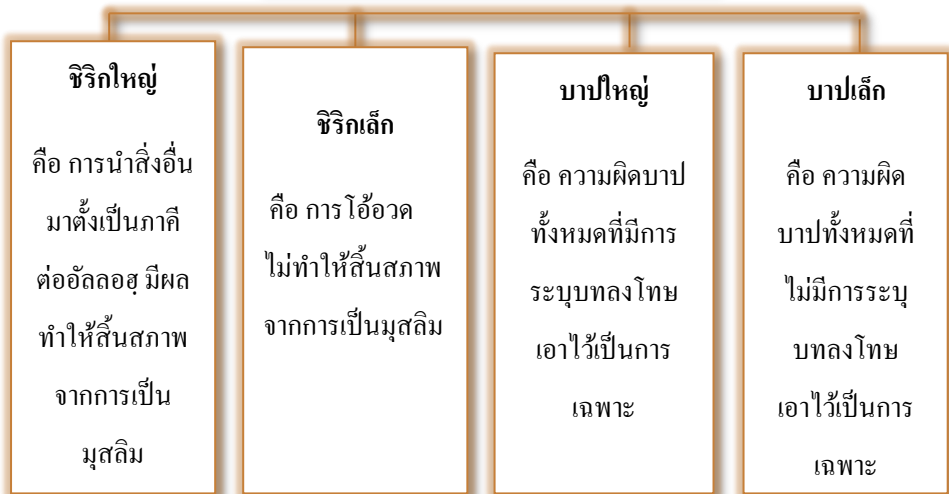 ชิริกใหญ่
คือ การนำสิ่งอื่น
มาตั้งเป็นภาคี
ต่ออัลลอฮฺ มีผล
ทำให้สิ้นสภาพ
จากการเป็น
มุสลิม
ชิริกเล็ก
คือ การโอ้อวด
ไม่ทำให้สิ้นสภาพ
จากการเป็นมุสลิม
บาปใหญ่
คือ ความผิดบาป
ทั้งหมดที่มีการ
ระบุบทลงโทษ
เอาไว้เป็นการ
เฉพาะ
บาปเล็ก
คือ ความผิด
บาปทั้งหมดที่
ไม่มีการระบุ
บทลงโทษ
เอาไว้เป็นการ
เฉพาะ